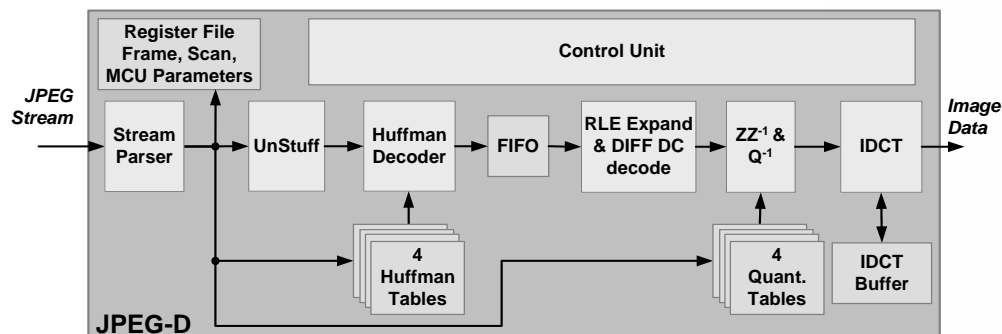 Register File
Frame, Scan,
MCU Parameters
Control Unit
JPEG
Stream
Image
Data
Stream
Parser
UnStuff
Huffman
Decoder
FIFO
RLE Expand
& DIFF DC
decode
ZZ⁻¹ &
Q⁻¹
IDCT
4
Huffman
Tables
4
Quant.
Tables
IDCT
Buffer
JPEG-D